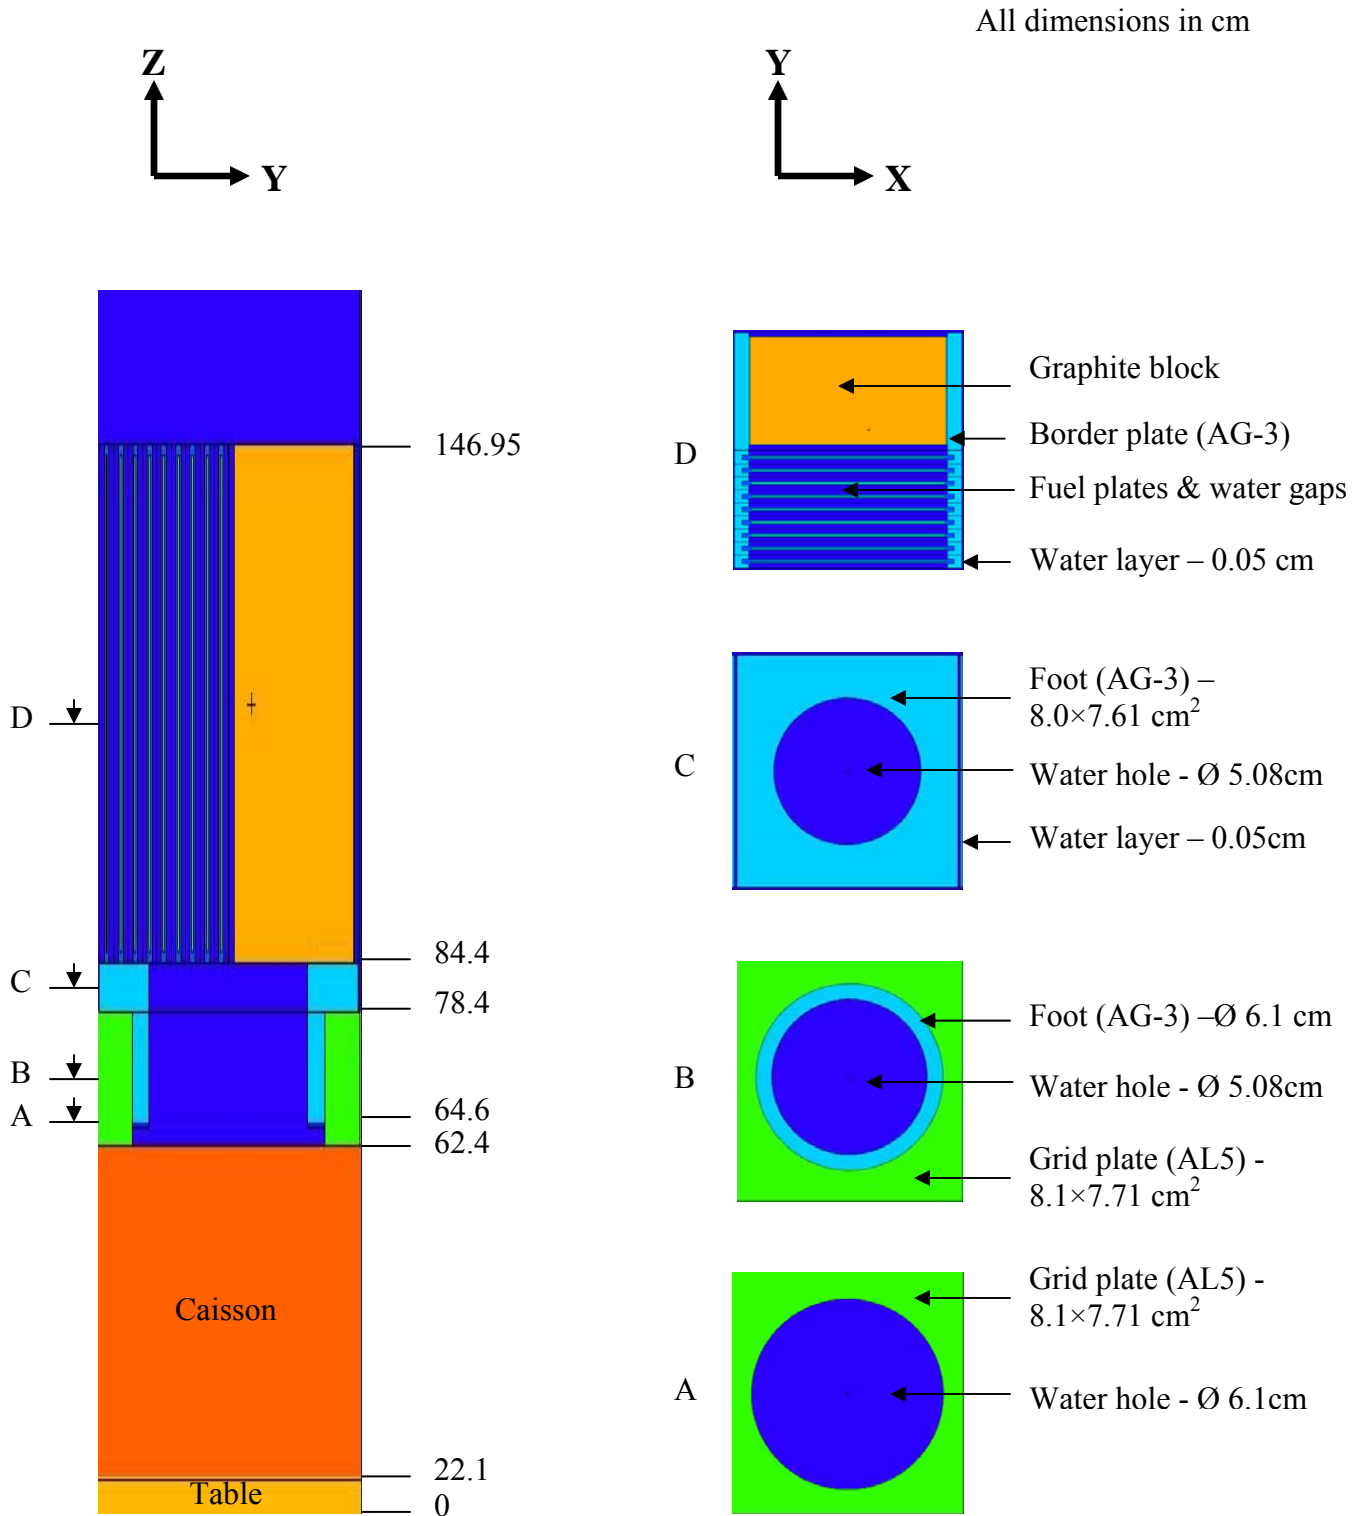 All dimensions in cm
Z
Y
Y
X
146.95
D
84.4
C
78.4
B
A
64.6
62.4
Caisson
22.1
Table
0
D
Graphite block
Border plate (AG-3)
Fuel plates & water gaps
Water layer – 0.05 cm
C
Foot (AG-3) –
8.0×7.61 cm²
Water hole - Ø 5.08cm
Water layer – 0.05cm
B
Foot (AG-3) –Ø 6.1 cm
Water hole - Ø 5.08cm
Grid plate (AL5) -
8.1×7.71 cm²
A
Grid plate (AL5) -
8.1×7.71 cm²
Water hole - Ø 6.1cm